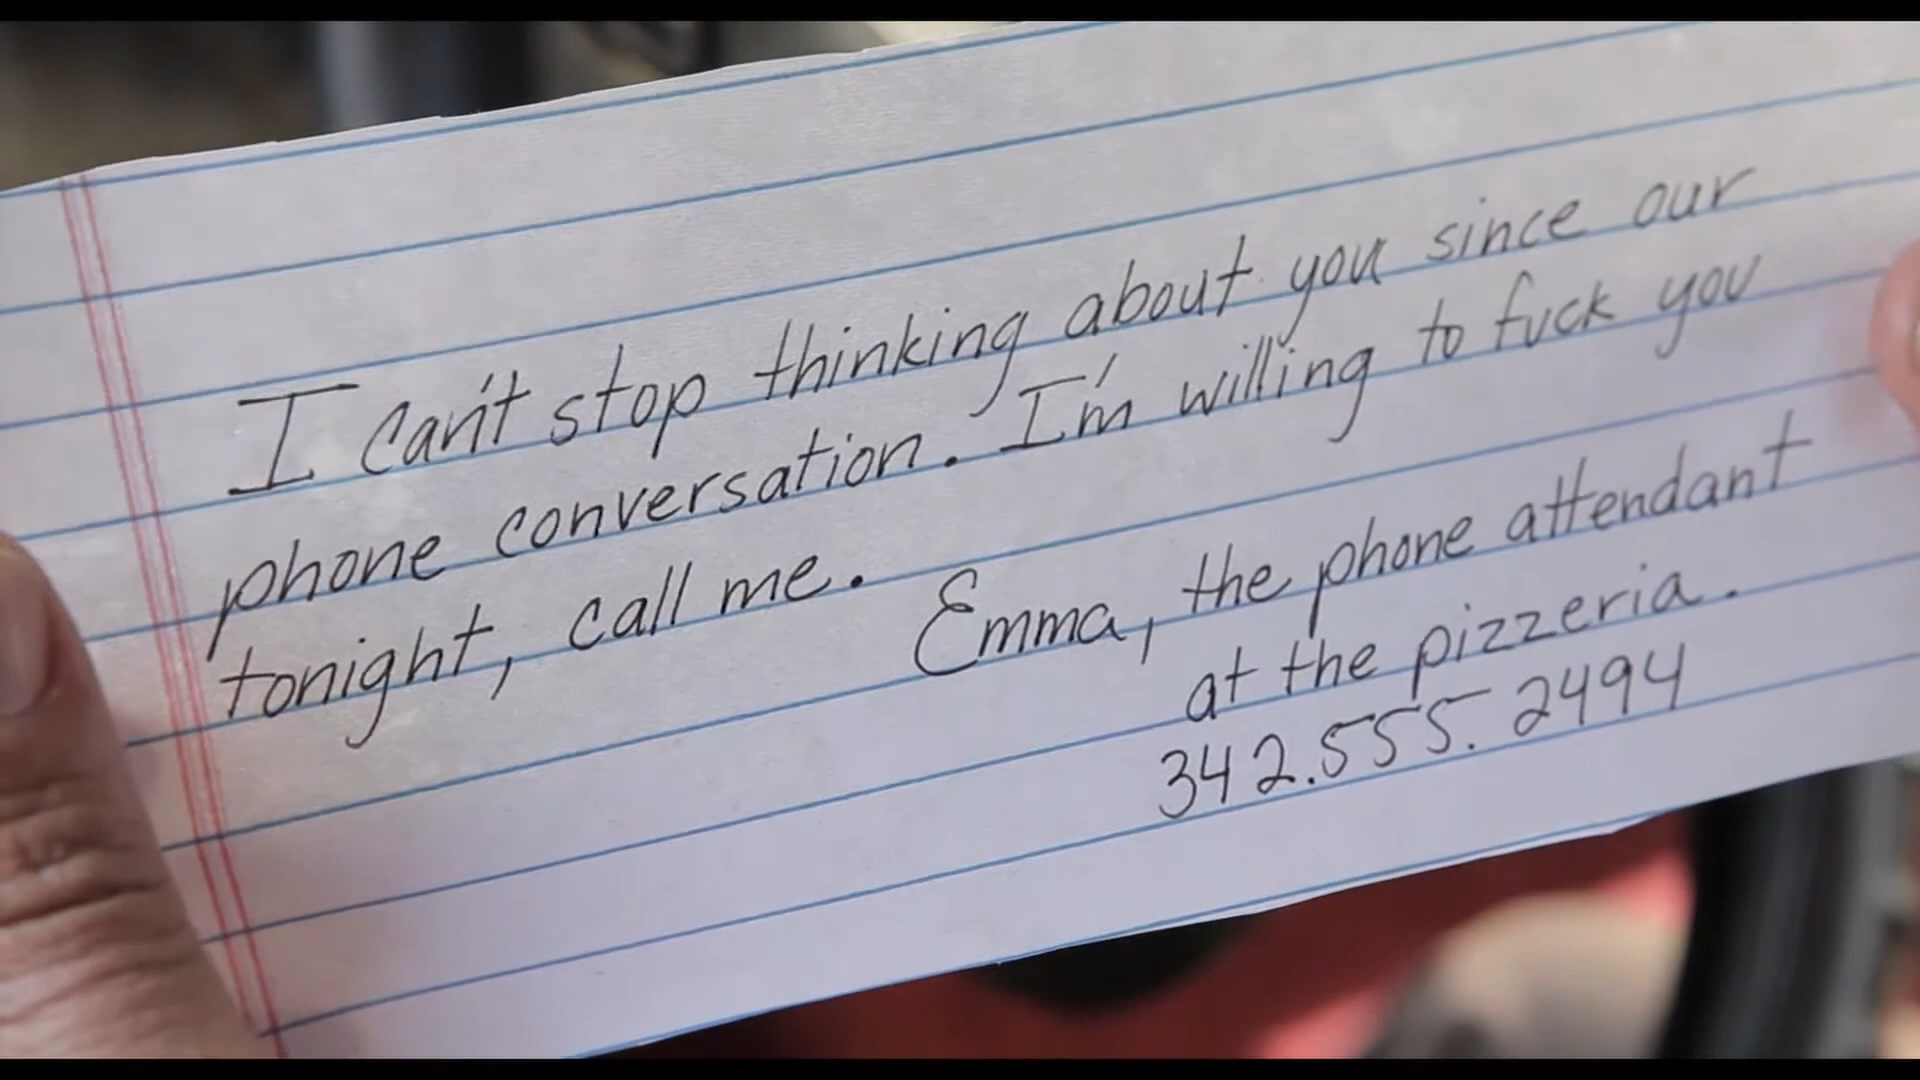 I can't stop thinking about you since our
phone conversation. I'm willing to fuck you
tonight, call me.
Emma, the phone attendant
at the pizzeria.
342.555.2494